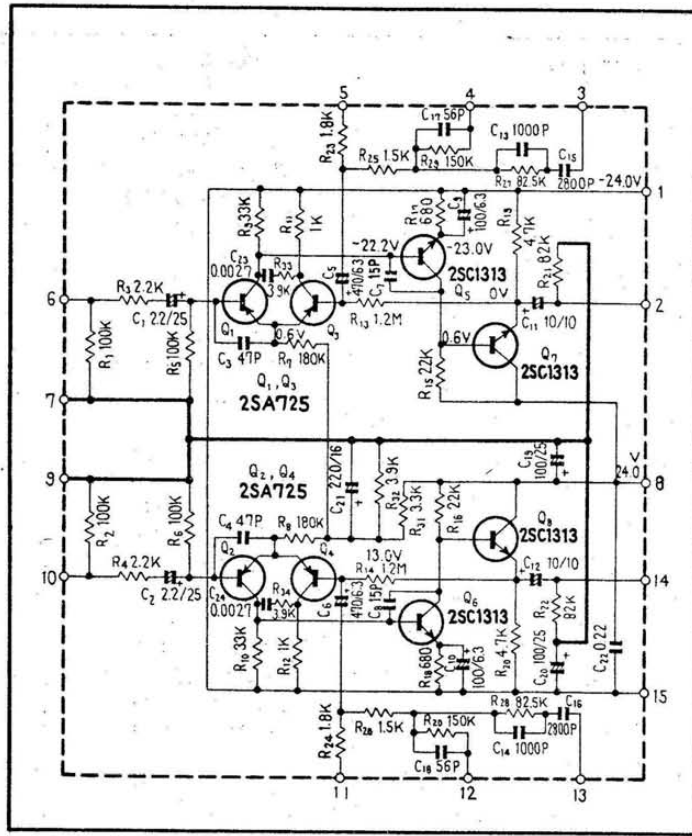 5
4
3
C17 56P
C13 1000P
R23 1.8K
R25 1.5K
R29 150K
R27 82.5K
C15
2800P
-24.0V
1
R9 33K
R11 1K
R17 680
C9 100/6.3
R19 4.7K
R21 82K
-22.2V
-23.0V
2SC1313
C23
0.0027
R33
3.9K
C5 470/6.3
C7 15P
Q5
0V
6
R3 2.2K
C1 2.2/25
Q1
Q3
R13 1.2M
C11 10/10
2
R1 100K
R5 100K
0.6V
C3 47P
R7 180K
0.6V
Q7
2SC1313
R15 22K
Q1, Q3
2SA725
7
V
24.0
C19 100/25
9
8
Q2, Q4
2SA725
C21 220/16
R32 3.9K
R31 3.3K
R16 22K
R2 100K
R6 100K
C4 47P
R8 180K
Q8
2SC1313
10
R4 2.2K
C2 2.2/25
Q2
Q4
13.0V
R14 1.2M
C12 10/10
14
C24
0.0027
R34
3.9K
C6 470/6.3
C8 15P
Q6
2SC1313
R22
82K
R10 33K
R12 1K
R18 680
C10 100/6.3
R20 4.7K
C20 100/25
C22 0.22
15
R24 1.8K
R26 1.5K
R28 82.5K
C16
2800P
R20 150K
C14 1000P
C18 56P
11
12
13